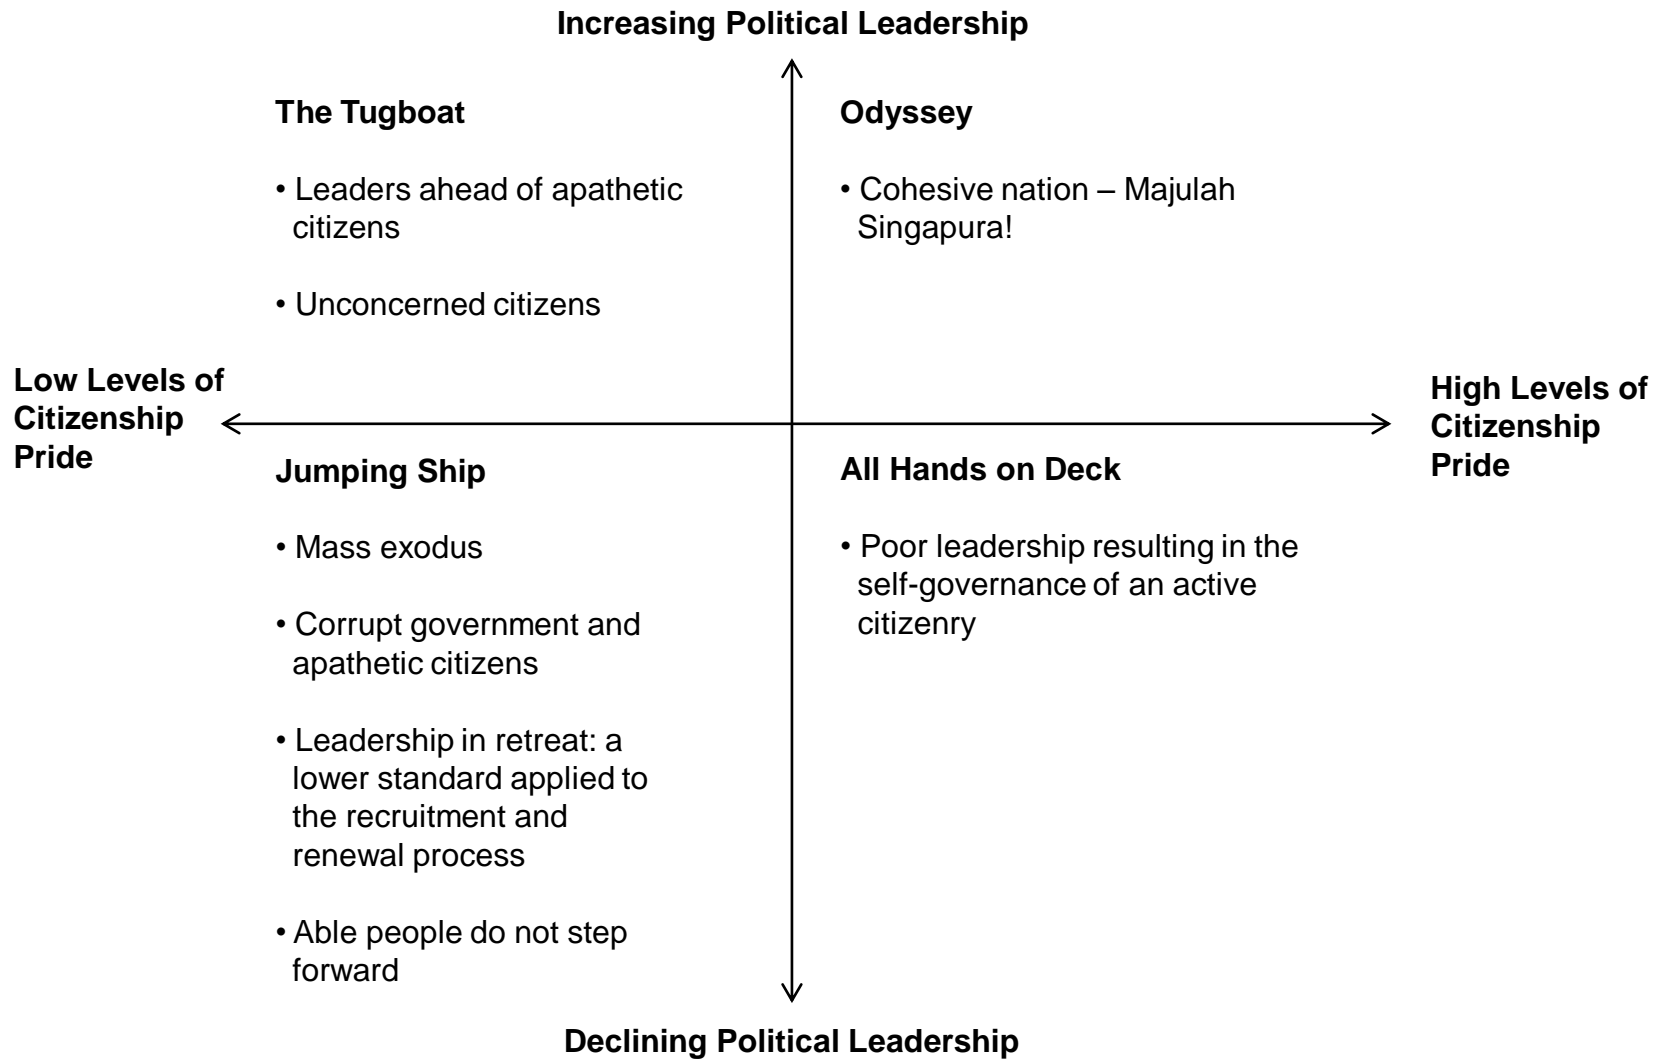 Increasing Political Leadership
The Tugboat
• Leaders ahead of apathetic
citizens
• Unconcerned citizens
Odyssey
• Cohesive nation – Majulah
Singapura!
Low Levels of
Citizenship
Pride
High Levels of
Citizenship
Pride
Jumping Ship
• Mass exodus
• Corrupt government and
apathetic citizens
• Leadership in retreat: a
lower standard applied to
the recruitment and
renewal process
• Able people do not step
forward
All Hands on Deck
• Poor leadership resulting in the
self-governance of an active
citizenry
Declining Political Leadership